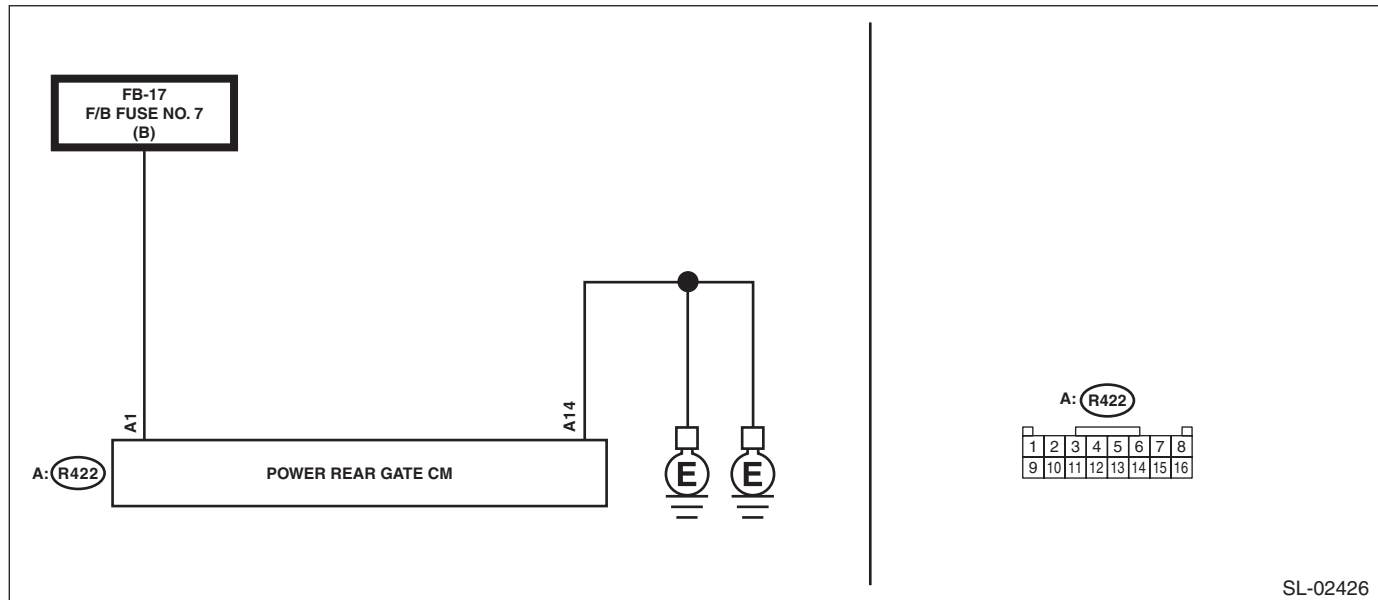 FB-17
F/B FUSE NO. 7
(B)
A1
A14
A: R422
POWER REAR GATE CM
E E
A: R422
1 2 3 4 5 6 7 8
9 10 11 12 13 14 15 16
SL-02426